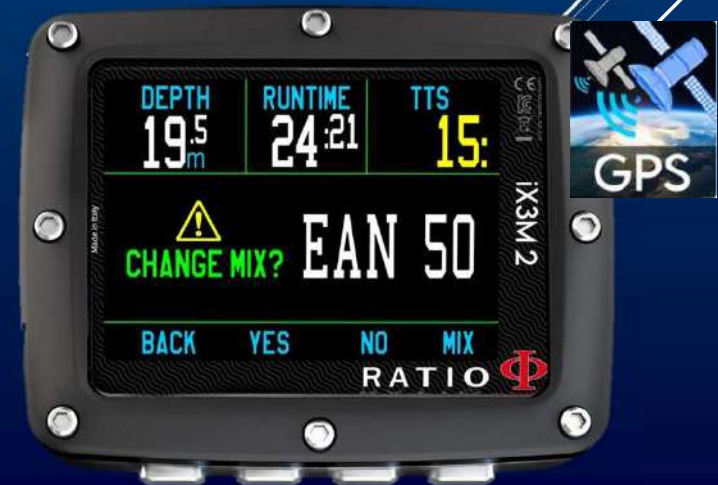 DEPTH RUNTIME TTS
19.5 m 24:21 15:
CHANGE MIX? EAN 50
BACK YES NO MIX
RATIO
iX3M 2
Made in Italy
CE
GPS